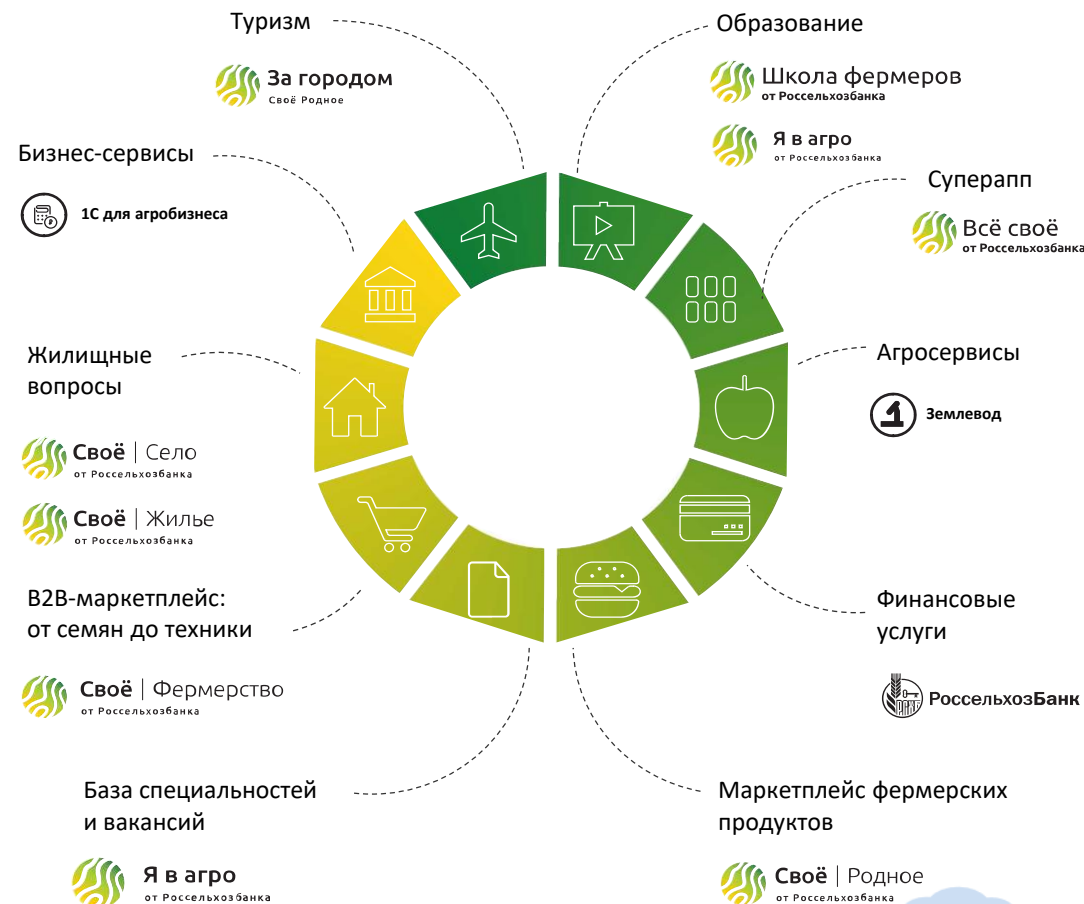 Туризм
За городом
Своё Родное
Образование
Школа фермеров
от Россельхозбанка
Я в агро
от Россельхозбанка
Бизнес-сервисы
1С для агробизнеса
Суперапп
Всё своё
от Россельхозбанка
Жилищные
вопросы
Своё | Село
от Россельхозбанка
Своё | Жилье
от Россельхозбанка
Агросервисы
1 Землевод
B2B-маркетплейс:
от семян до техники
Своё | Фермерство
от Россельхозбанка
Финансовые
услуги
РоссельхозБанк
База специальностей
и вакансий
Я в агро
от Россельхозбанка
Маркетплейс фермерских
продуктов
Своё | Родное
от Россельхозбанка